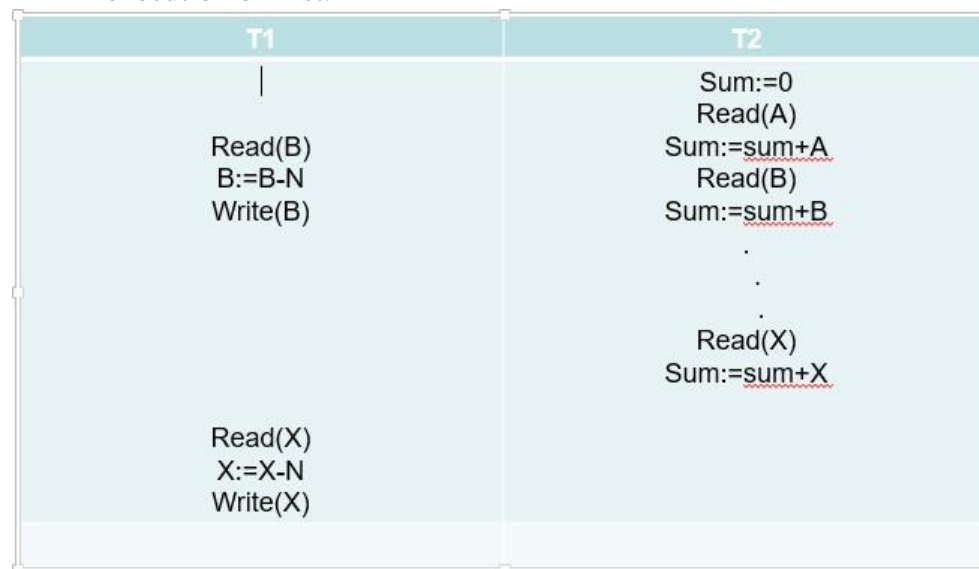 T1
T2
Read(B)
B:=B-N
Write(B)
Read(X)
X:=X-N
Write(X)
Sum:=0
Read(A)
Sum:=sum+A
Read(B)
Sum:=sum+B
.
.
.
Read(X)
Sum:=sum+X